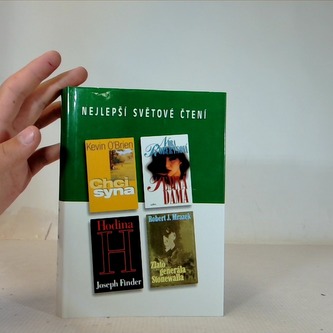 NEJLEPŠÍ SVĚTOVÉ ČTENÍ
Kevin O'Brien
Chci
syna
DÁMA
Hodina
H
Joseph Finder
Robert J. Mrazek
Zlato
generála
Stonewalla